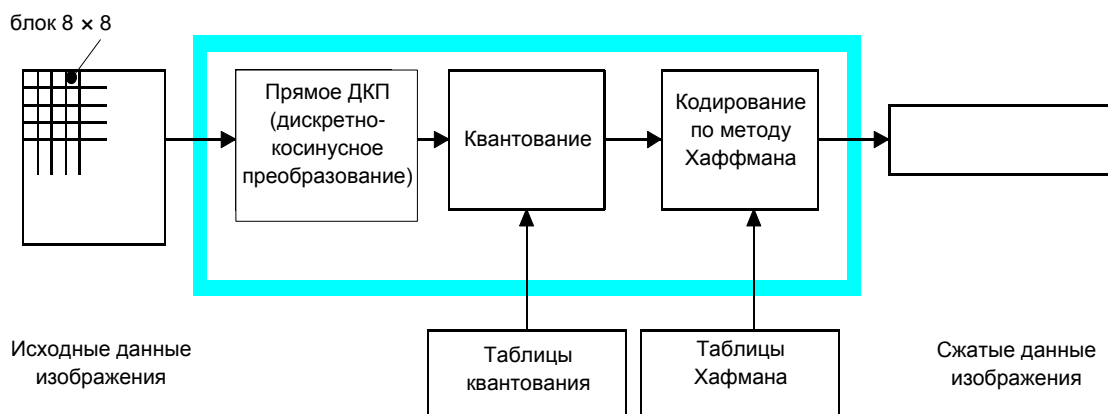 блок 8 × 8
Прямое ДКП
(дискретно-
косинусное
преобразование)
Квантование
Кодирование
по методу
Хаффмана
Исходные данные
изображения
Таблицы
квантования
Таблицы
Хафмана
Сжатые данные
изображения